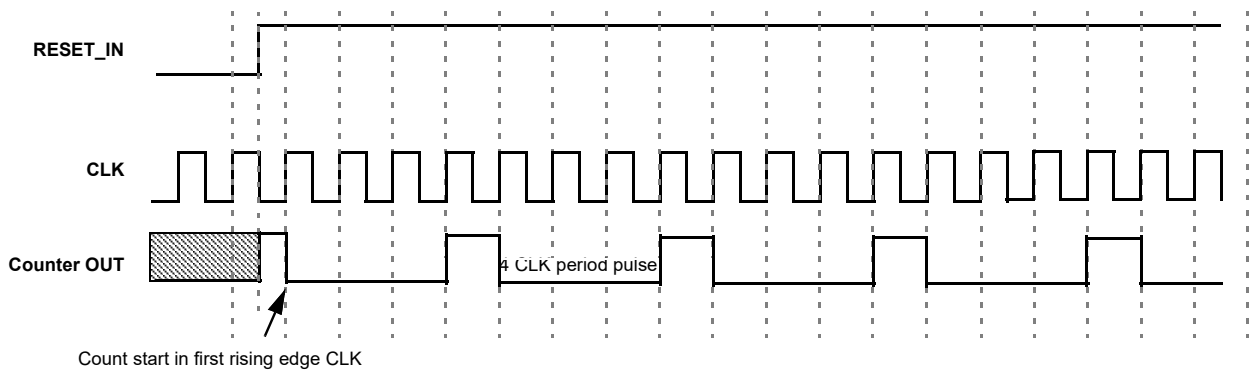 RESET_IN
CLK
Counter OUT
4 CLK period pulse
Count start in first rising edge CLK